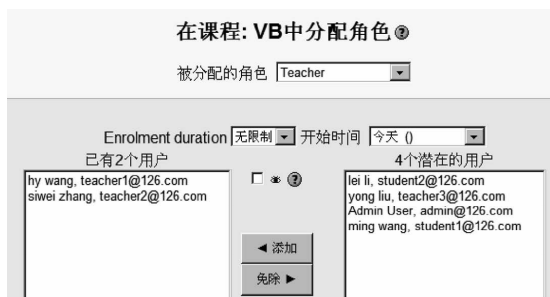 在课程: VB中分配角色 ?
被分配的角色 Teacher
Enrolment duration 无限制 开始时间 今天 ()
已有2个用户
4个潜在的用户
hy wang, teacher1@126.com
siwei zhang, teacher2@126.com
?
◄ 添加
免除 ►
lei li, student2@126.com
yong liu, teacher3@126.com
Admin User, admin@126.com
ming wang, student1@126.com